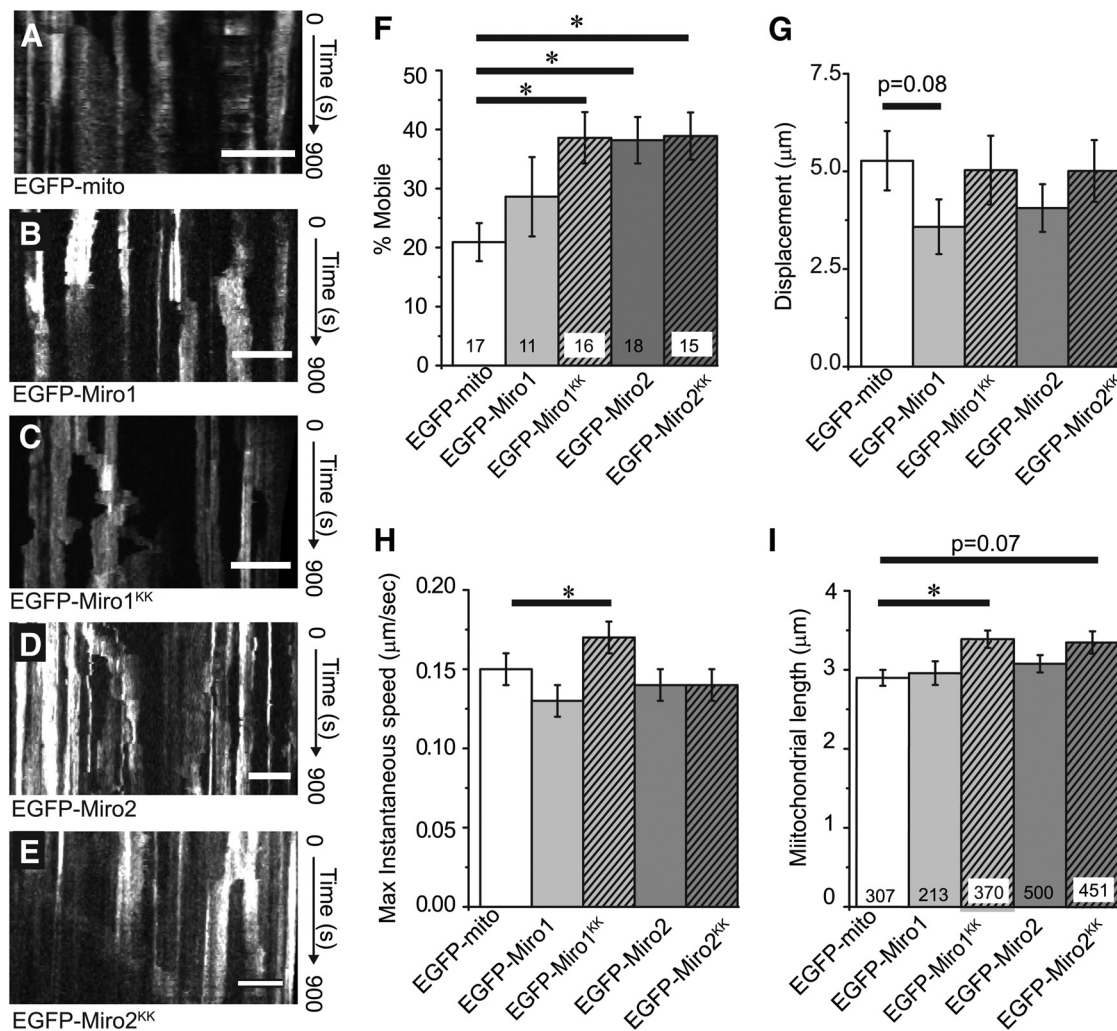 A
0
Time (s)
900
EGFP-mito
B
0
Time (s)
900
EGFP-Miro1
C
0
Time (s)
900
EGFP-Miro1KK
D
0
Time (s)
900
EGFP-Miro2
E
0
Time (s)
900
EGFP-Miro2KK
F
*
*
*
% Mobile
50
40
30
20
10
0
17
11
16
18
15
EGFP-mito
EGFP-Miro1
EGFP-Miro1KK
EGFP-Miro2
EGFP-Miro2KK
G
p=0.08
Displacement (μm)
7.5
5.0
2.5
0.0
EGFP-mito
EGFP-Miro1
EGFP-Miro1KK
EGFP-Miro2
EGFP-Miro2KK
H
*
Max Instantaneous speed (μm/sec)
0.20
0.15
0.10
0.05
0.00
EGFP-mito
EGFP-Miro1
EGFP-Miro1KK
EGFP-Miro2
EGFP-Miro2KK
I
p=0.07
*
Miitochondrial length (μm)
4
3
2
1
0
307
213
370
500
451
EGFP-mito
EGFP-Miro1
EGFP-Miro1KK
EGFP-Miro2
EGFP-Miro2KK